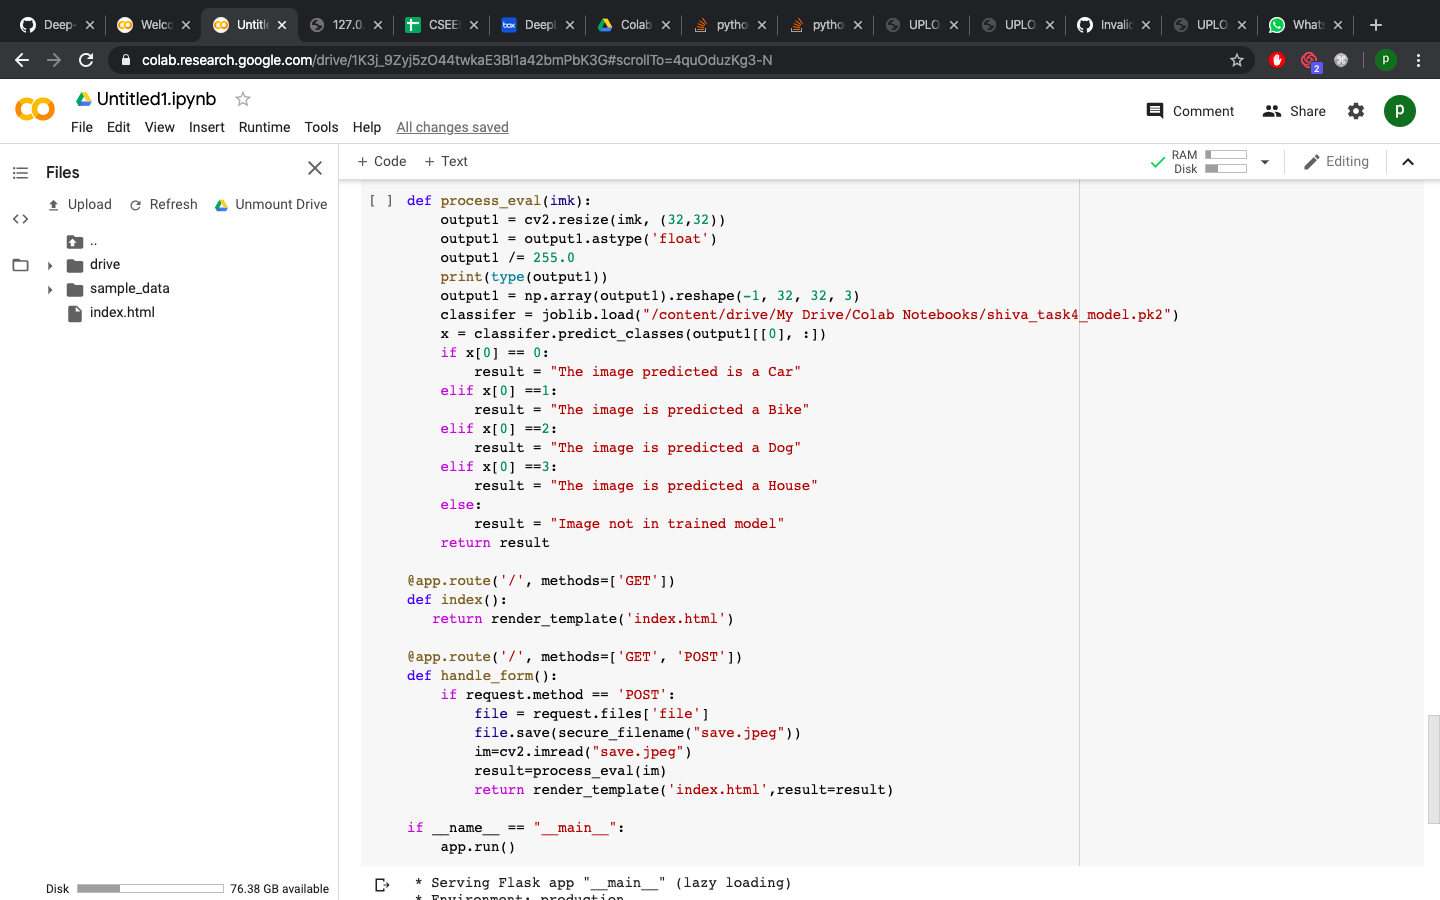 Deep-
Welco
Untitle
127.0.
CSEE
DeepL
Colab
pytho
pytho
UPLO
UPLO
Invalid
UPLO
Whats
colab.research.google.com/drive/1K3j_9Zyj5zO44twkaE3Bl1a42bmPbK3G#scrollTo=4quOduzKg3-N
2
p
CO
Untitled1.ipynb
File Edit View Insert Runtime Tools Help All changes saved
Comment
Share
p
Files
Upload Refresh Unmount Drive
..
drive
sample_data
index.html
Disk 76.38 GB available
+ Code + Text
RAM
Disk
Editing
[ ] def process_eval(imk):
output1 = cv2.resize(imk, (32,32))
output1 = output1.astype('float')
output1 /= 255.0
print(type(output1))
output1 = np.array(output1).reshape(-1, 32, 32, 3)
classifer = joblib.load("/content/drive/My Drive/Colab Notebooks/shiva_task4_model.pk2")
x = classifer.predict_classes(output1[[0], :])
if x[0] == 0:
result = "The image predicted is a Car"
elif x[0] ==1:
result = "The image is predicted a Bike"
elif x[0] ==2:
result = "The image is predicted a Dog"
elif x[0] ==3:
result = "The image is predicted a House"
else:
result = "Image not in trained model"
return result
@app.route('/', methods=['GET'])
def index():
return render_template('index.html')
@app.route('/', methods=['GET', 'POST'])
def handle_form():
if request.method == 'POST':
file = request.files['file']
file.save(secure_filename("save.jpeg"))
im=cv2.imread("save.jpeg")
result=process_eval(im)
return render_template('index.html',result=result)
if __name__ == "__main__":
app.run()
* Serving Flask app "__main__" (lazy loading)
* Environment: production